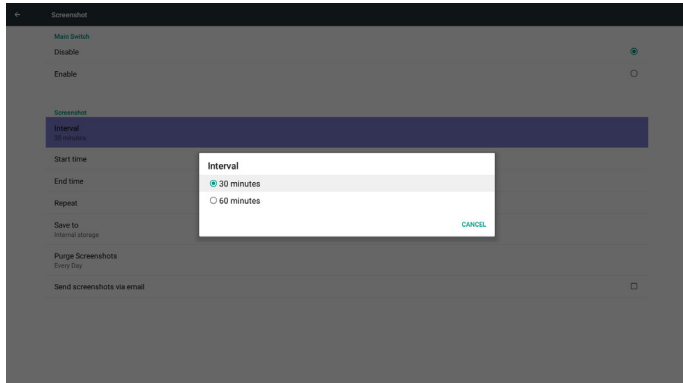 Screenshot
Main Switch
Disable
Enable
Screenshot
Interval
30 minutes
Start time
Interval
30 minutes
60 minutes
CANCEL
End time
Repeat
Save to
Internal storage
Purge Screenshots
Every Day
Send screenshots via email